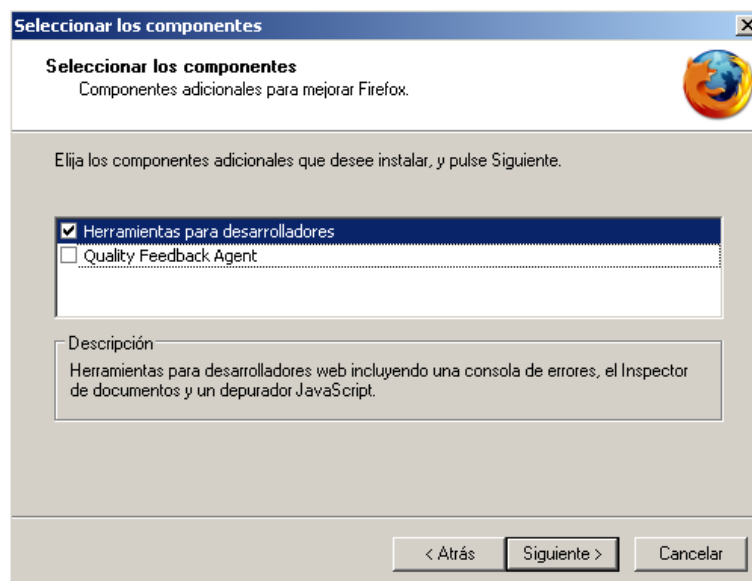 Seleccionar los componentes
Seleccionar los componentes
Componentes adicionales para mejorar Firefox.
Elija los componentes adicionales que desee instalar, y pulse Siguiente.
Herramientas para desarrolladores
Quality Feedback Agent
Descripción
Herramientas para desarrolladores web incluyendo una consola de errores, el Inspector
de documentos y un depurador JavaScript.
< Atrás
Siguiente >
Cancelar